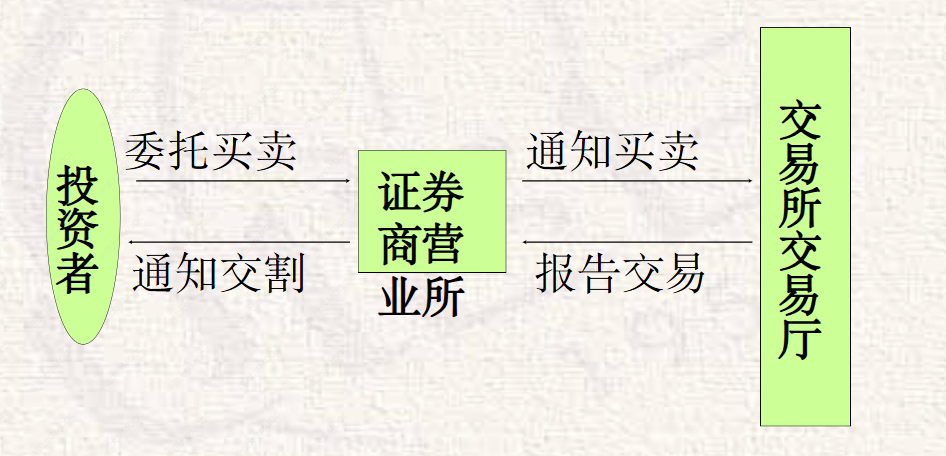 投资者
委托买卖
通知交割
证券
商营
业所
通知买卖
报告交易
交易所交易厅